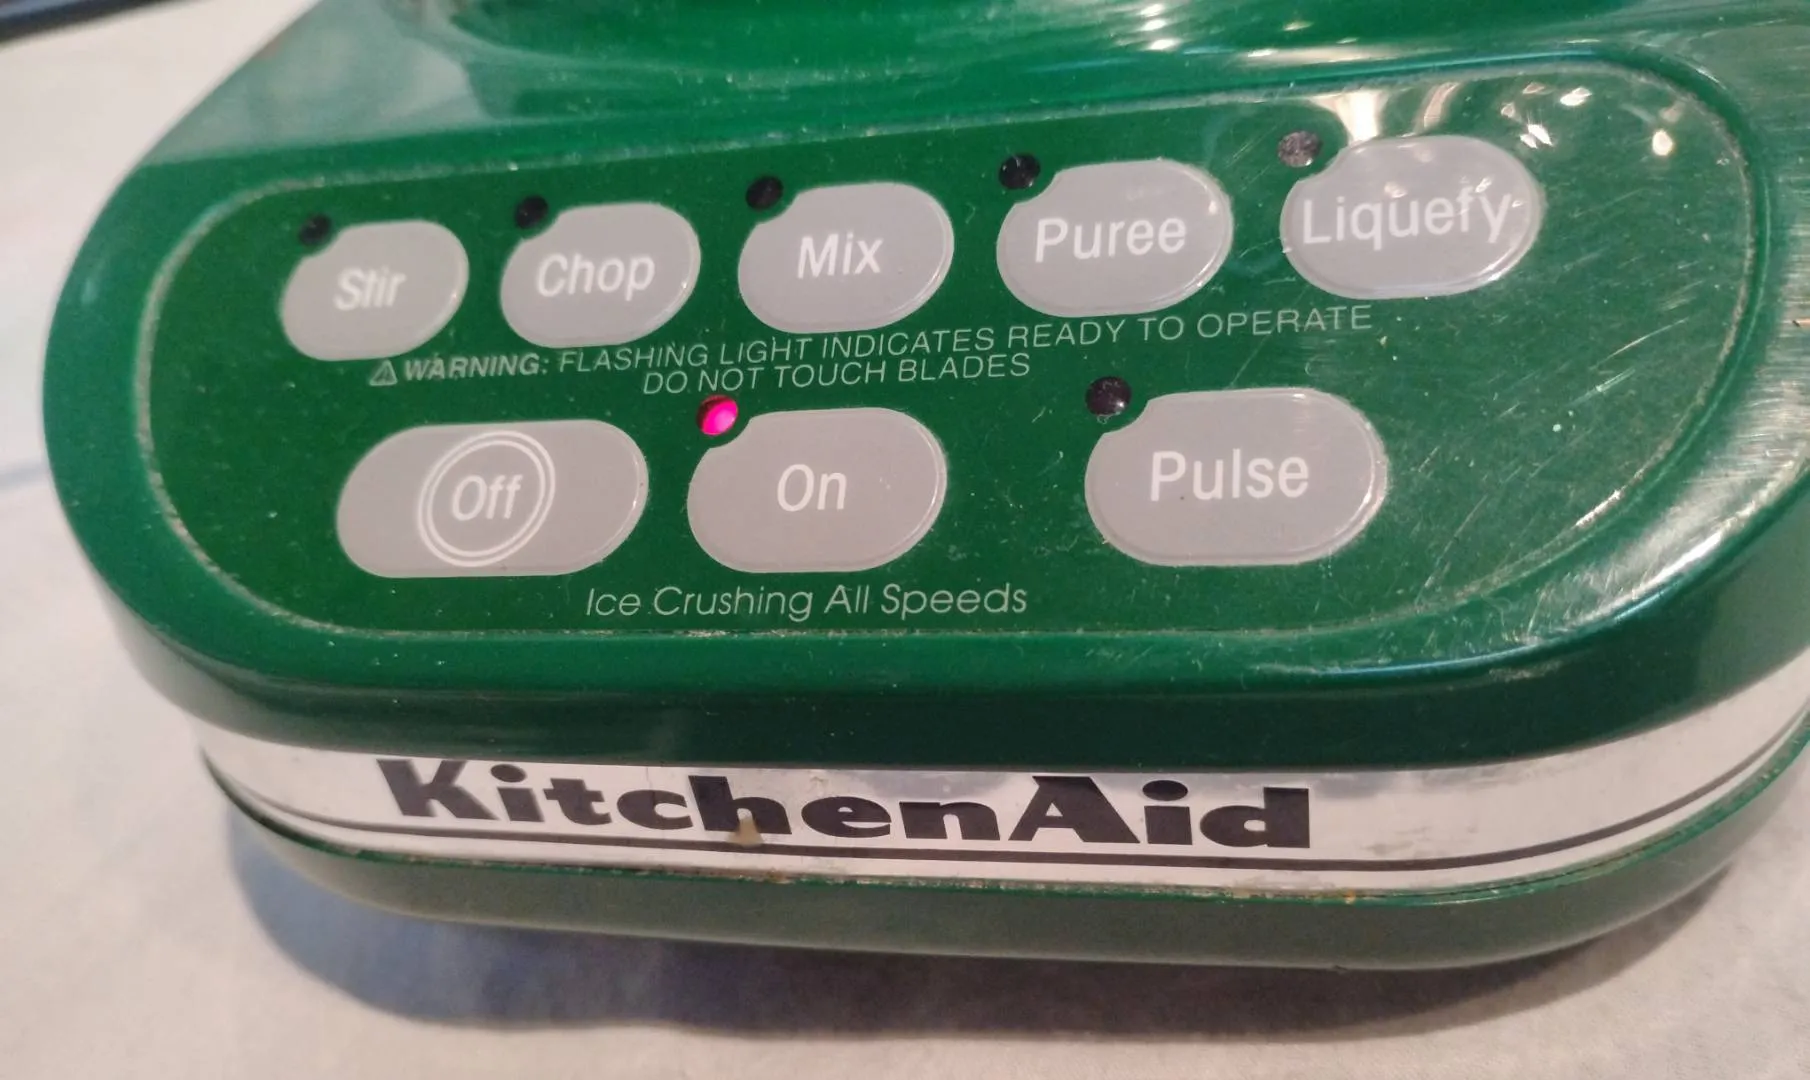 Stir Chop Mix Puree Liquefy
⚠ WARNING: FLASHING LIGHT INDICATES READY TO OPERATE
DO NOT TOUCH BLADES
Off On Pulse
Ice Crushing All Speeds
KitchenAid